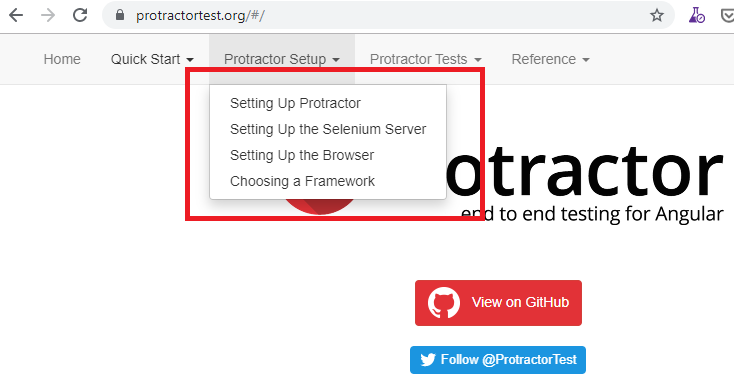 protractortest.org/#/
Home Quick Start Protractor Setup Protractor Tests Reference
Setting Up Protractor
Setting Up the Selenium Server
Setting Up the Browser
Choosing a Framework
otractor
end to end testing for Angular
View on GitHub
Follow @ProtractorTest